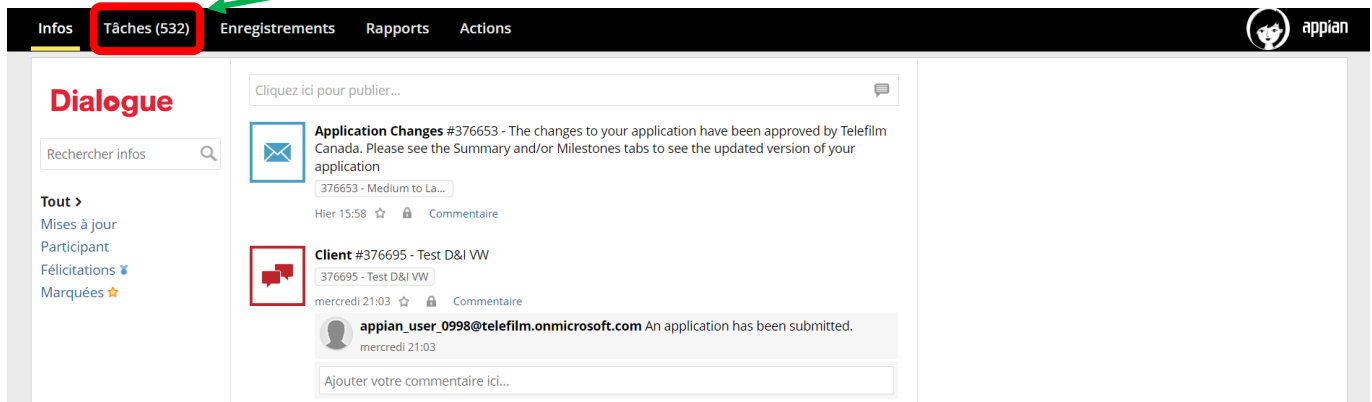 Infos Tâches (532) Enregistrements Rapports Actions appian
Dialogue
Cliquez ici pour publier...
Rechercher infos
Tout >
Mises à jour
Participant
Félicitations
Marquées
Application Changes #376653 - The changes to your application have been approved by Telefilm
Canada. Please see the Summary and/or Milestones tabs to see the updated version of your
application
376653 - Medium to La...
Hier 15:58 Commentaire
Client #376695 - Test D&I VW
376695 - Test D&I VW
mercredi 21:03 Commentaire
appian_user_0998@telefilm.onmicrosoft.com An application has been submitted.
mercredi 21:03
Ajouter votre commentaire ici...